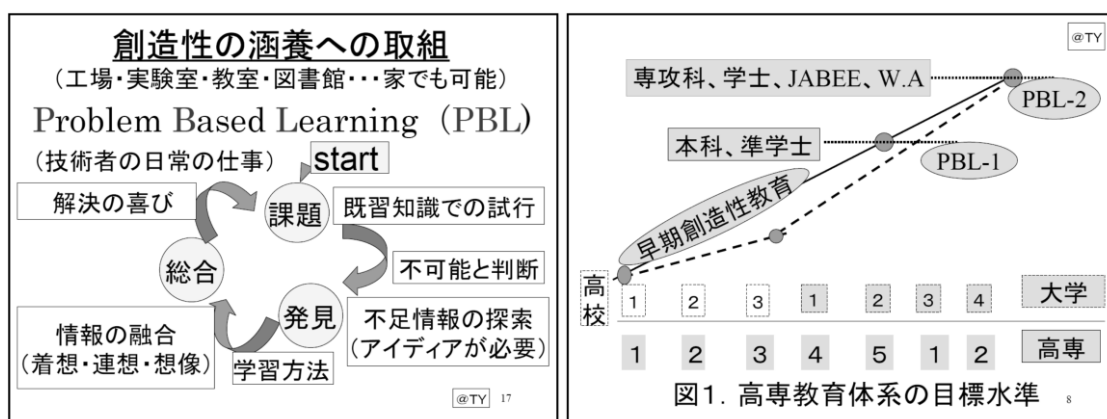 創造性の涵養への取組
(工場・実験室・教室・図書館・・・家でも可能)
Problem Based Learning (PBL)
(技術者の日常の仕事)
start
解決の喜び
課題
既習知識での試行
不可能と判断
総合
発見
不足情報の探索
(アイディアが必要)
情報の融合
(着想・連想・想像)
学習方法
@TY
17
@TY
専攻科、学士、JABEE、W.A
PBL-2
本科、準学士
PBL-1
早期創造性教育
高校
1 2 3 1 2 3 4 大学
1 2 3 4 5 1 2 高専
図1. 高専教育体系の目標水準
8